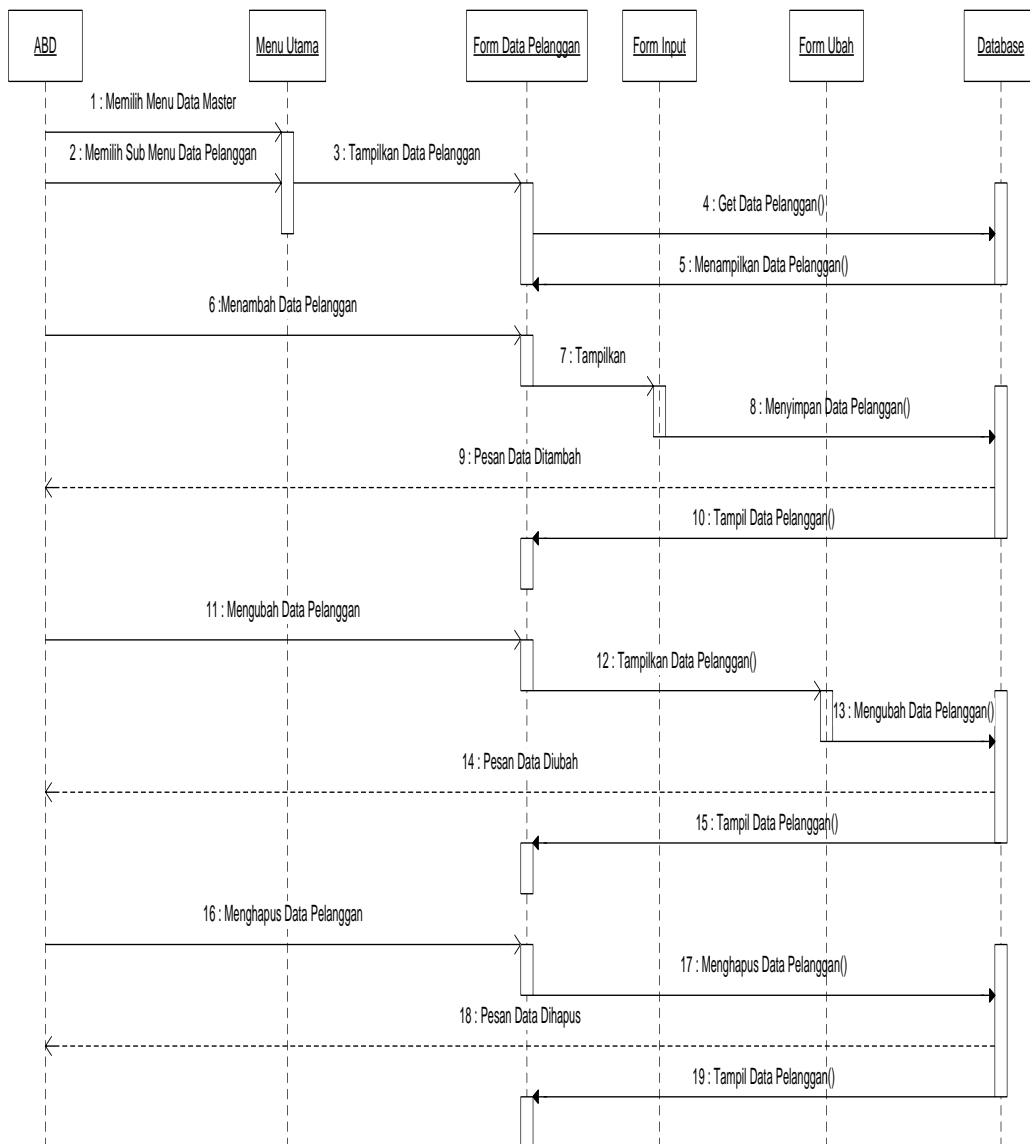 ABD
Menu Utama
Form Data Pelanggan
Form Input
Form Ubah
Database
1 : Memilih Menu Data Master
2 : Memilih Sub Menu Data Pelanggan
3 : Tampilkan Data Pelanggan
4 : Get Data Pelanggan()
5 : Menampilkan Data Pelanggan()
6 :Menambah Data Pelanggan
7 : Tampilkan
8 : Menyimpan Data Pelanggan()
9 : Pesan Data Ditambah
10 : Tampil Data Pelanggan()
11 : Mengubah Data Pelanggan
12 : Tampilkan Data Pelanggan()
13 : Mengubah Data Pelanggan()
14 : Pesan Data Diubah
15 : Tampil Data Pelanggan()
16 : Menghapus Data Pelanggan
17 : Menghapus Data Pelanggan()
18 : Pesan Data Dihapus
19 : Tampil Data Pelanggan()